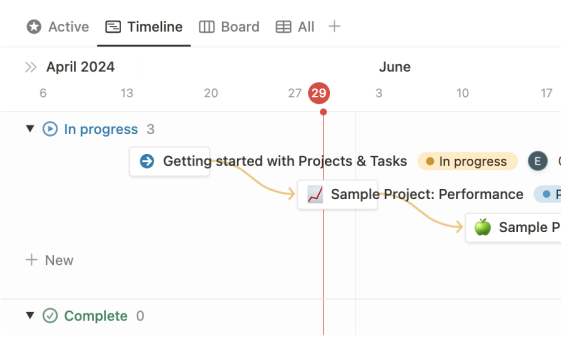 Active Timeline Board All
April 2024 June
6 13 20 27 29 3 10 17
In progress 3
Getting started with Projects & Tasks In progress E
Sample Project: Performance
Sample P
New
Complete 0